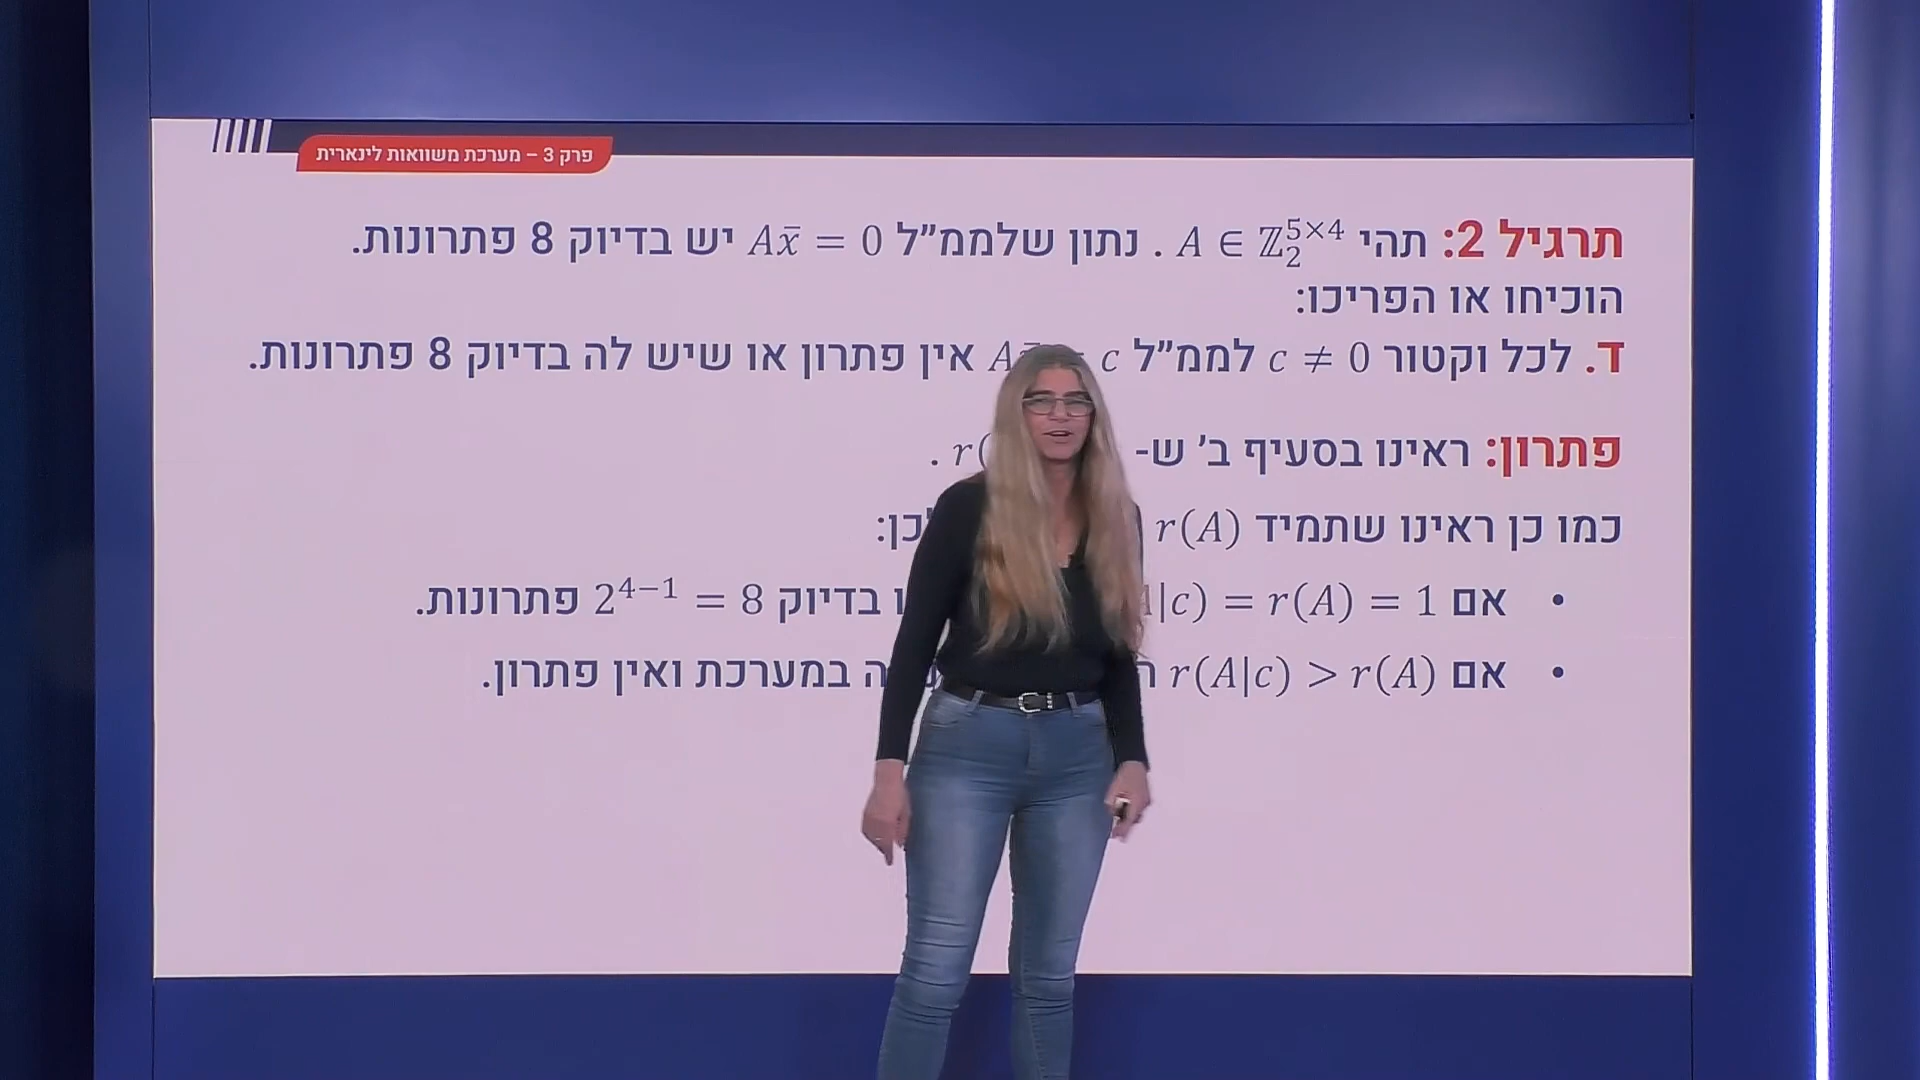 פרק 3 – מערכת משוואות לינארית
תרגיל 2: תהי A ∈ ℤ₂^{5×4} . נתון שלממ״ל Ax̄ = 0 יש בדיוק 8 פתרונות.
הוכיחו או הפריכו:
ד. לכל וקטור c ≠ 0 לממ״ל A c אין פתרון או שיש לה בדיוק 8 פתרונות.
פתרון: ראינו בסעיף ב׳ ש- r( .
כמו כן ראינו שתמיד r(A)
אם |c) = r(A) = 1 בדיוק 2^{4−1} = 8 פתרונות.
אם r(A|c) > r(A) במערכת ואין פתרון.